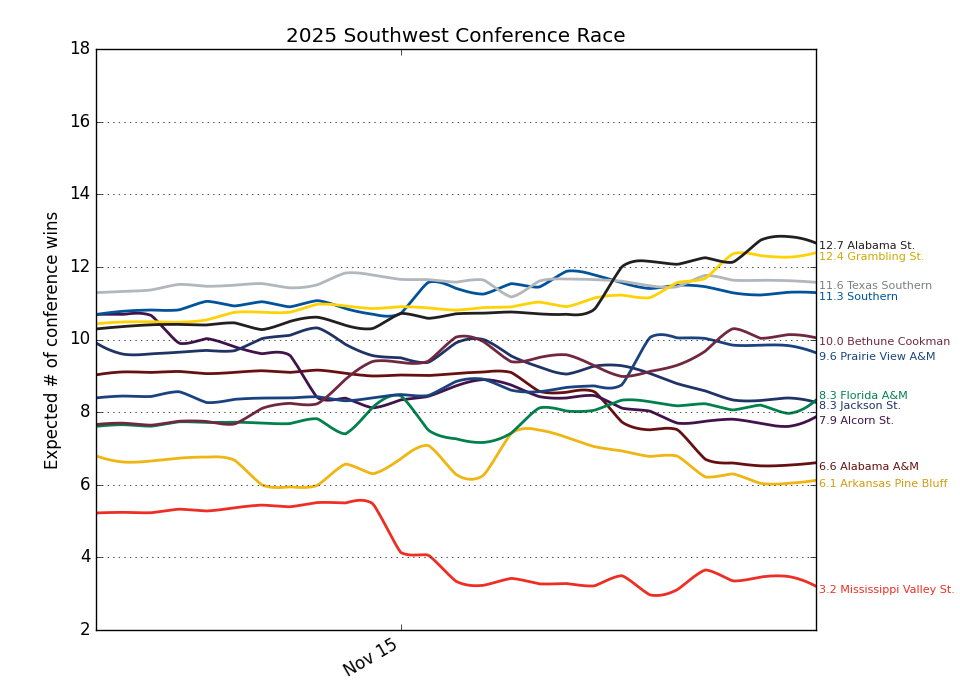 2025 Southwest Conference Race
Expected # of conference wins
18
16
14
12
10
8
6
4
2
Nov 15
12.7 Alabama St.
12.4 Grambling St.
11.6 Texas Southern
11.3 Southern
10.0 Bethune Cookman
9.6 Prairie View A&M
8.3 Florida A&M
8.3 Jackson St.
7.9 Alcorn St.
6.6 Alabama A&M
6.1 Arkansas Pine Bluff
3.2 Mississippi Valley St.